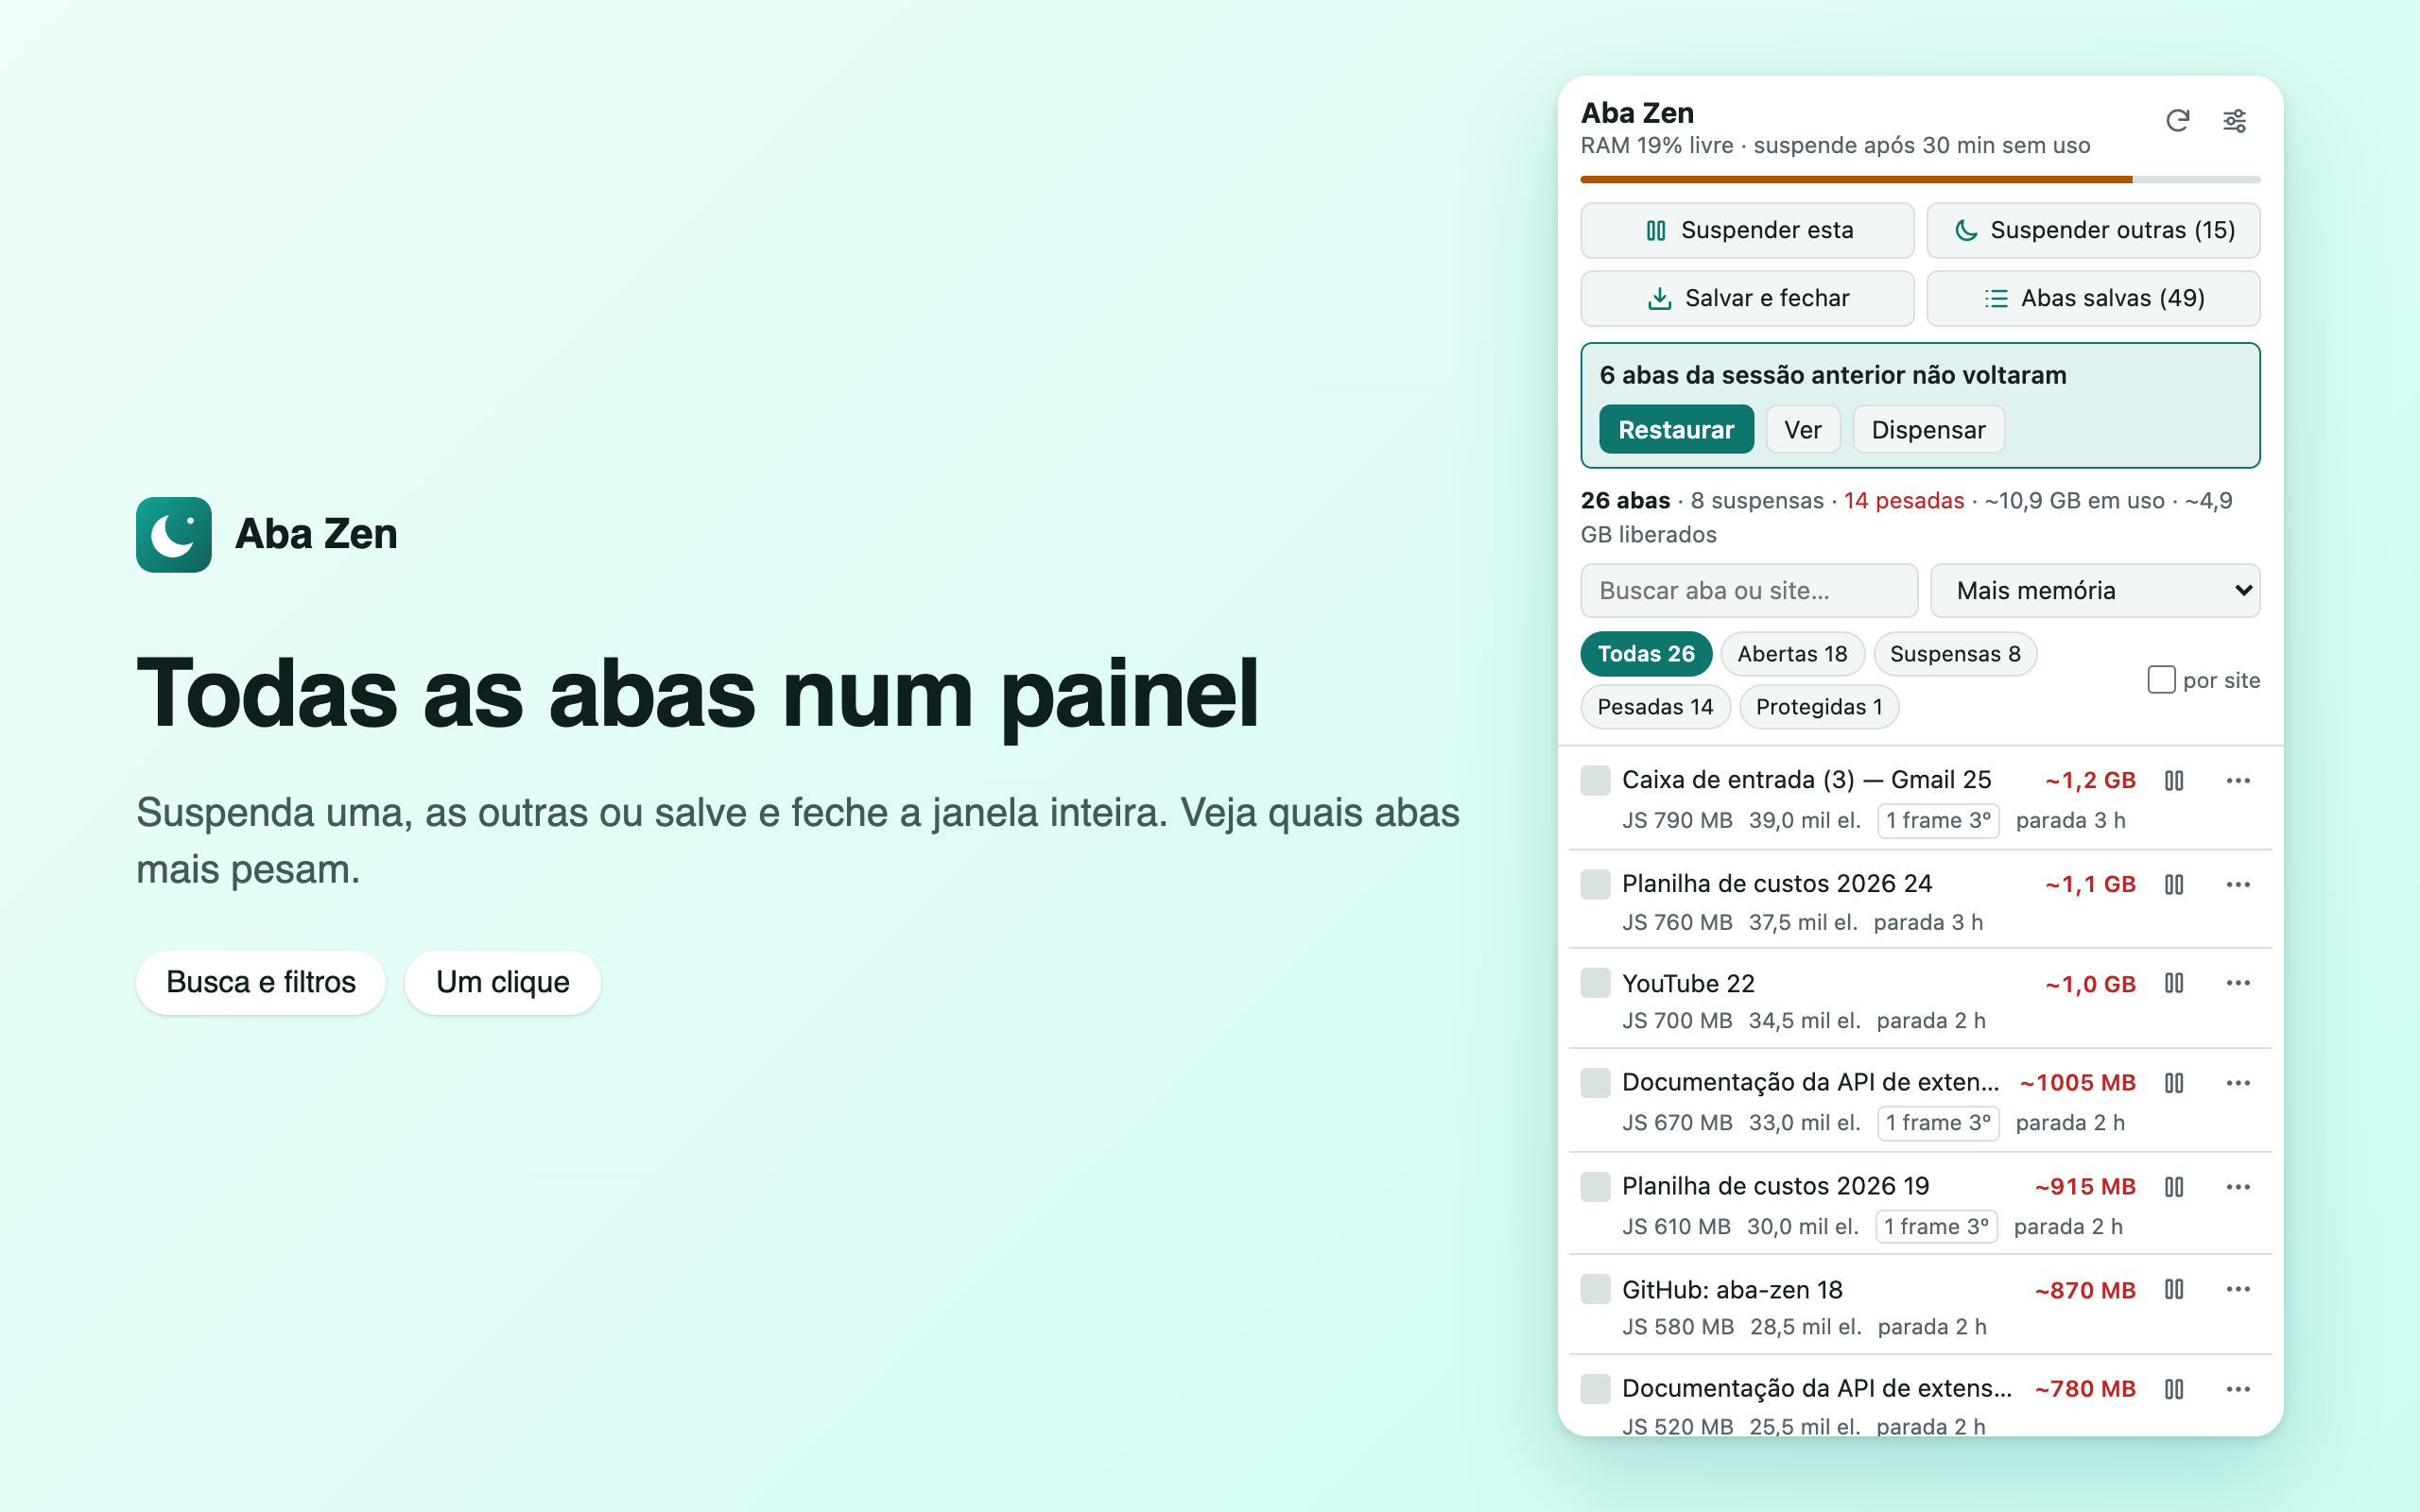 Aba Zen
Todas as abas num painel
Suspenda uma, as outras ou salve e feche a janela inteira. Veja quais abas
mais pesam.
Busca e filtros
Um clique
Aba Zen
RAM 19% livre · suspende após 30 min sem uso
Suspender esta
Suspender outras (15)
Salvar e fechar
Abas salvas (49)
6 abas da sessão anterior não voltaram
Restaurar
Ver
Dispensar
26 abas · 8 suspensas · 14 pesadas · ~10,9 GB em uso · ~4,9
GB liberados
Buscar aba ou site...
Mais memória
Todas 26
Abertas 18
Suspensas 8
Pesadas 14
Protegidas 1
por site
Caixa de entrada (3) — Gmail 25 ~1,2 GB
JS 790 MB 39,0 mil el. 1 frame 3º parada 3 h
Planilha de custos 2026 24 ~1,1 GB
JS 760 MB 37,5 mil el. parada 3 h
YouTube 22 ~1,0 GB
JS 700 MB 34,5 mil el. parada 2 h
Documentação da API de exten... ~1005 MB
JS 670 MB 33,0 mil el. 1 frame 3º parada 2 h
Planilha de custos 2026 19 ~915 MB
JS 610 MB 30,0 mil el. 1 frame 3º parada 2 h
GitHub: aba-zen 18 ~870 MB
JS 580 MB 28,5 mil el. parada 2 h
Documentação da API de extens... ~780 MB
JS 520 MB 25,5 mil el. parada 2 h